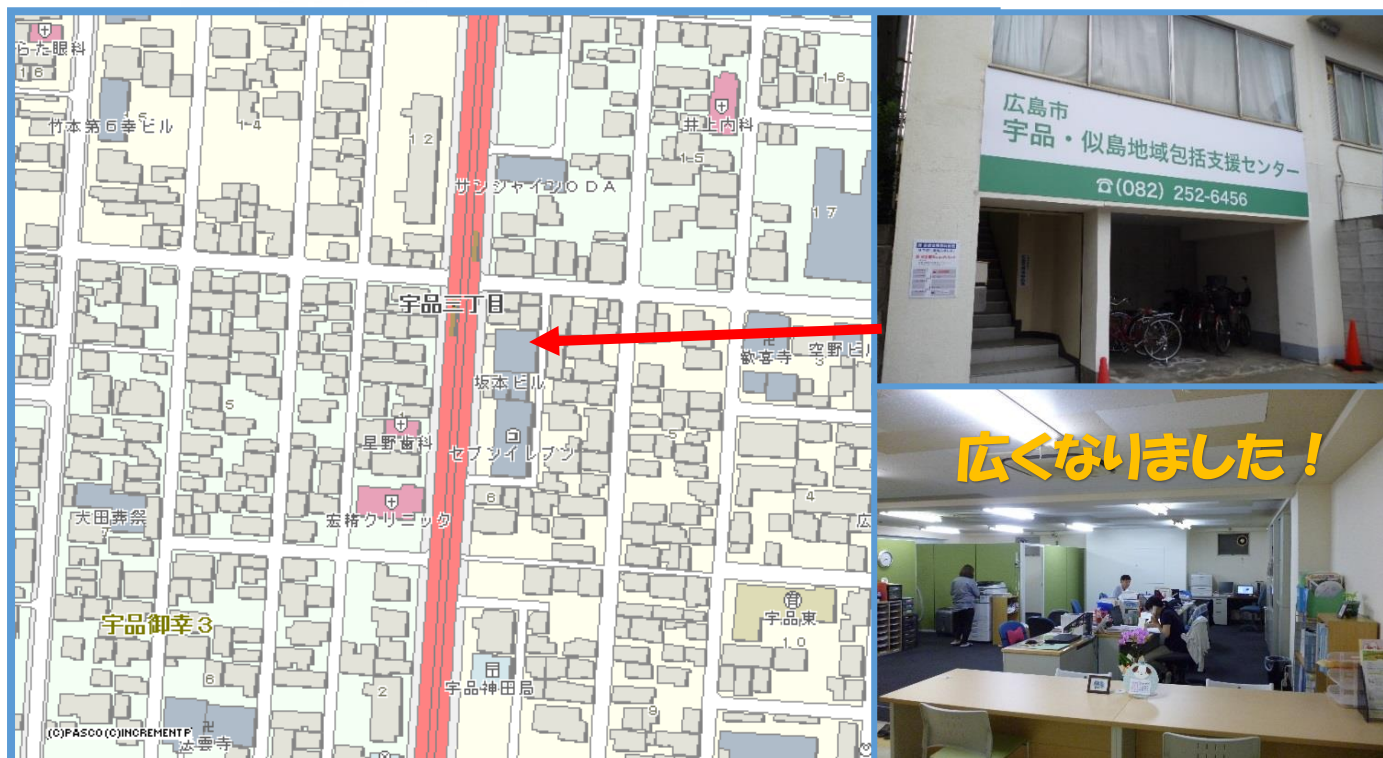 らた眼科
16
竹本第6幸ビル
14
12
サンシャインODA
井上内科
16
15
17
宇品三丁目
坂本ビル
歓喜寺
空野ビル
3
5
星野歯科
セブンイレブン
5
6
4
犬田葬祭
7
宏精クリニック
広
宇品御幸3
宇品東
10
6
宇品神田局
2
9
法雲寺
(C)PASCO(C)INCREMENT P
広島市
宇品・似島地域包括支援センター
☎(082) 252-6456
広くなりました！